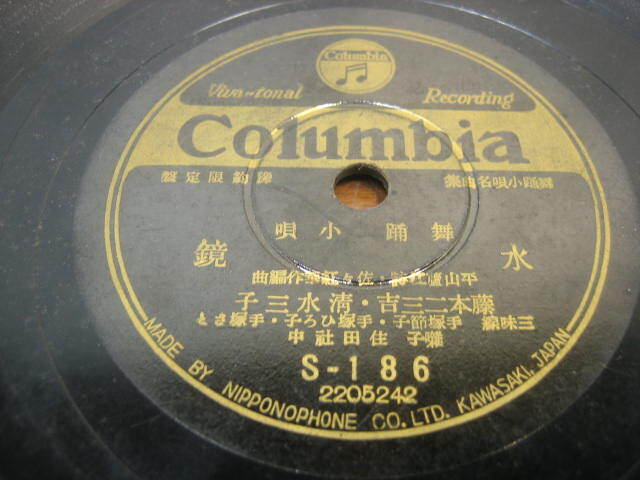 Columbia
Viva-tonal Recording
Columbia
舞踊小唄名曲集 豫約限定盤
舞踊小唄
水鏡
平山蘆江詩・佐々紅華作編曲
藤本二三吉・清水三子
三味線 手塚節子・手塚ひろ子・手塚さと
囃子 住田社中
S-186
2205242
MADE BY NIPPONOPHONE CO. LTD. KAWASAKI, JAPAN